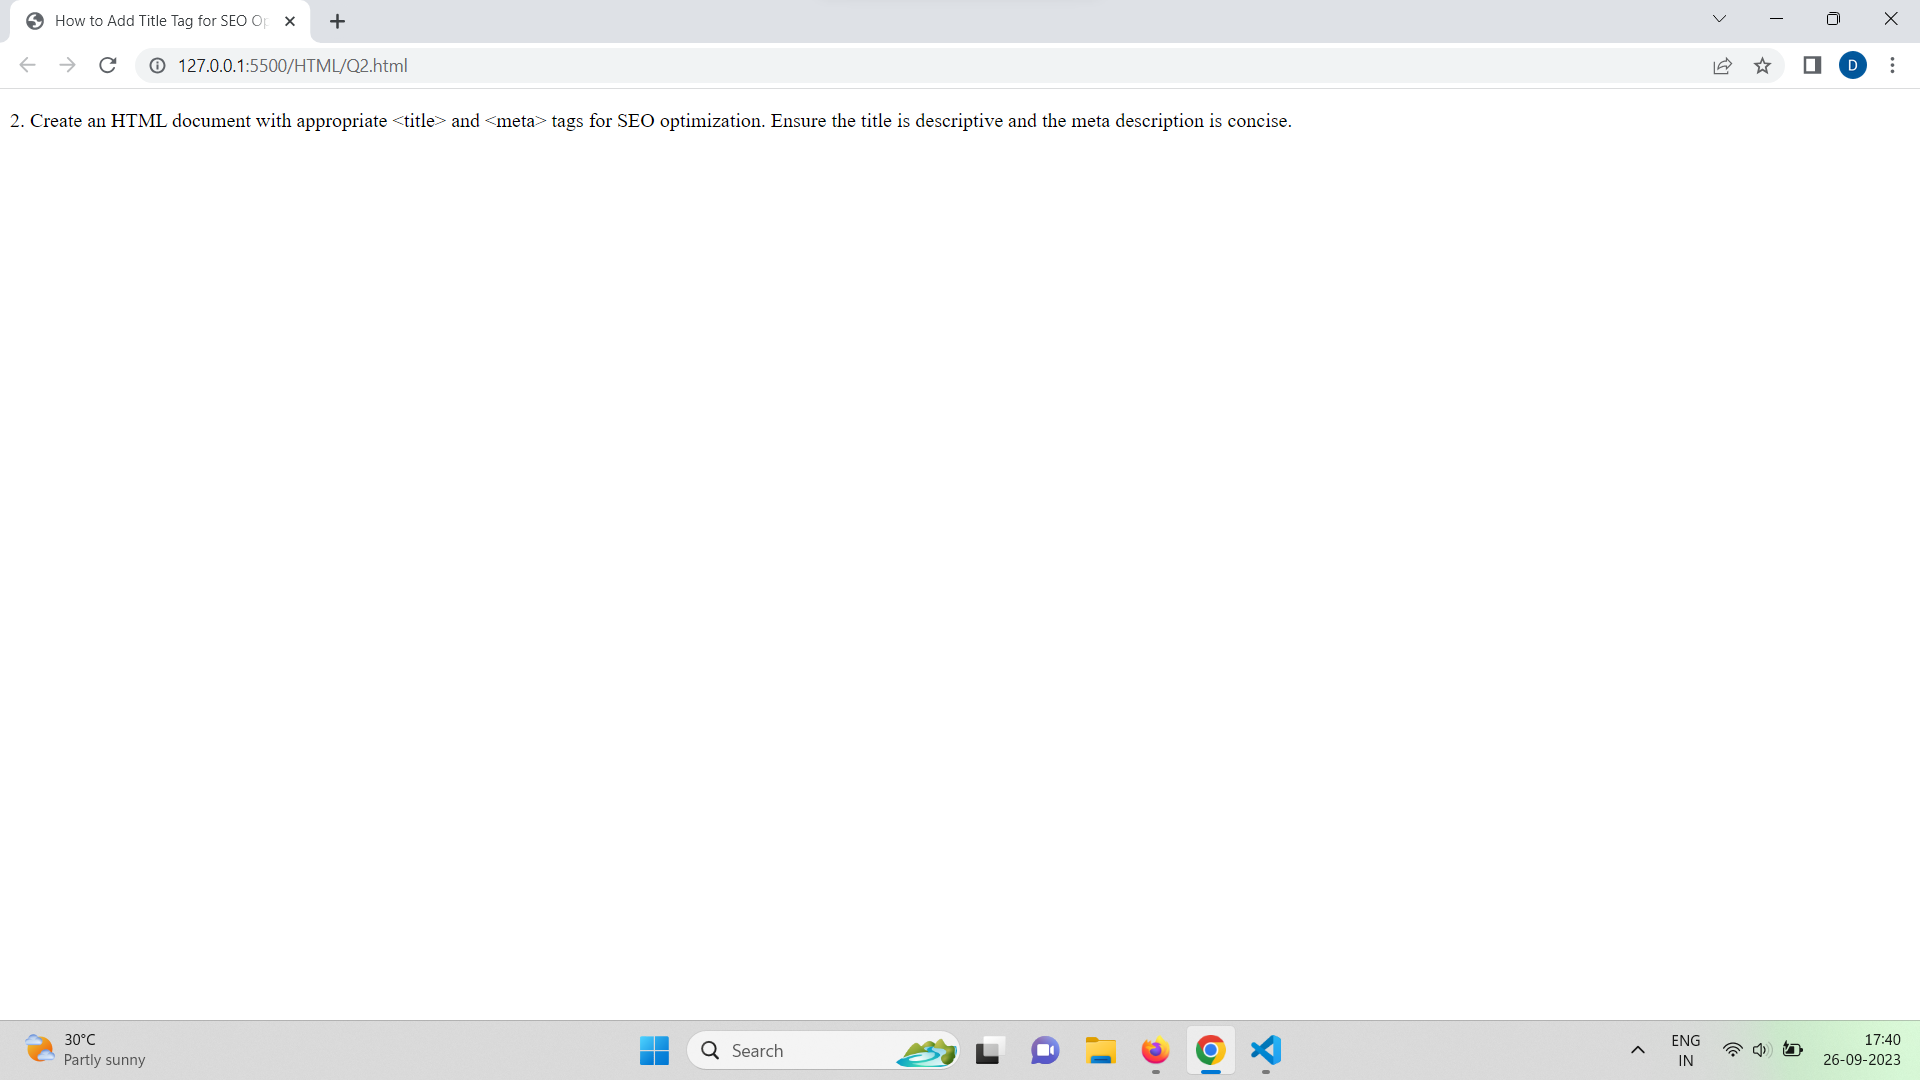 How to Add Title Tag for SEO Op
127.0.0.1:5500/HTML/Q2.html
D
2. Create an HTML document with appropriate <title> and <meta> tags for SEO optimization. Ensure the title is descriptive and the meta description is concise.
30°C
Partly sunny
Search
ENG
IN
17:40
26-09-2023